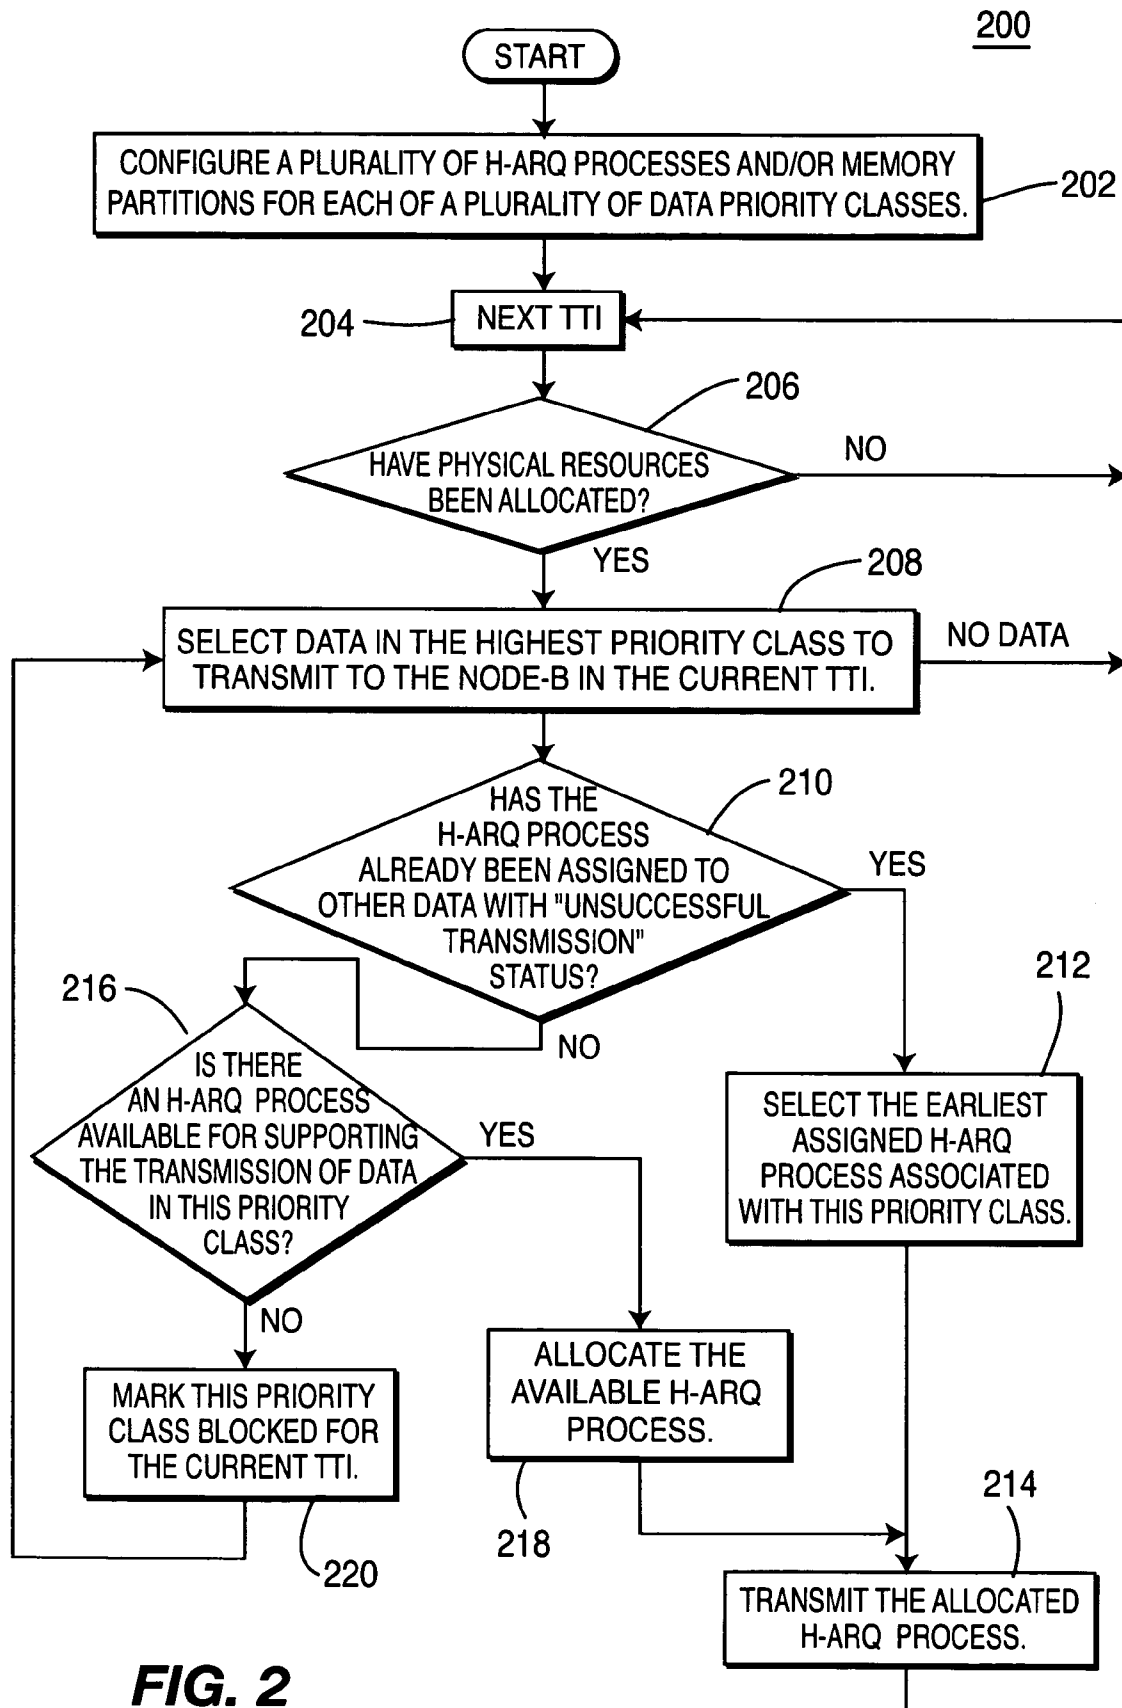 200
START
CONFIGURE A PLURALITY OF H-ARQ PROCESSES AND/OR MEMORY
PARTITIONS FOR EACH OF A PLURALITY OF DATA PRIORITY CLASSES.
202
204
NEXT TTI
206
HAVE PHYSICAL RESOURCES
BEEN ALLOCATED?
NO
YES
208
SELECT DATA IN THE HIGHEST PRIORITY CLASS TO
TRANSMIT TO THE NODE-B IN THE CURRENT TTI.
NO DATA
210
HAS THE
H-ARQ PROCESS
ALREADY BEEN ASSIGNED TO
OTHER DATA WITH "UNSUCCESSFUL
TRANSMISSION"
STATUS?
YES
NO
212
SELECT THE EARLIEST
ASSIGNED H-ARQ
PROCESS ASSOCIATED
WITH THIS PRIORITY CLASS.
216
IS THERE
AN H-ARQ PROCESS
AVAILABLE FOR SUPPORTING
THE TRANSMISSION OF DATA
IN THIS PRIORITY
CLASS?
YES
NO
ALLOCATE THE
AVAILABLE H-ARQ
PROCESS.
218
MARK THIS PRIORITY
CLASS BLOCKED FOR
THE CURRENT TTI.
220
214
TRANSMIT THE ALLOCATED
H-ARQ PROCESS.
FIG. 2